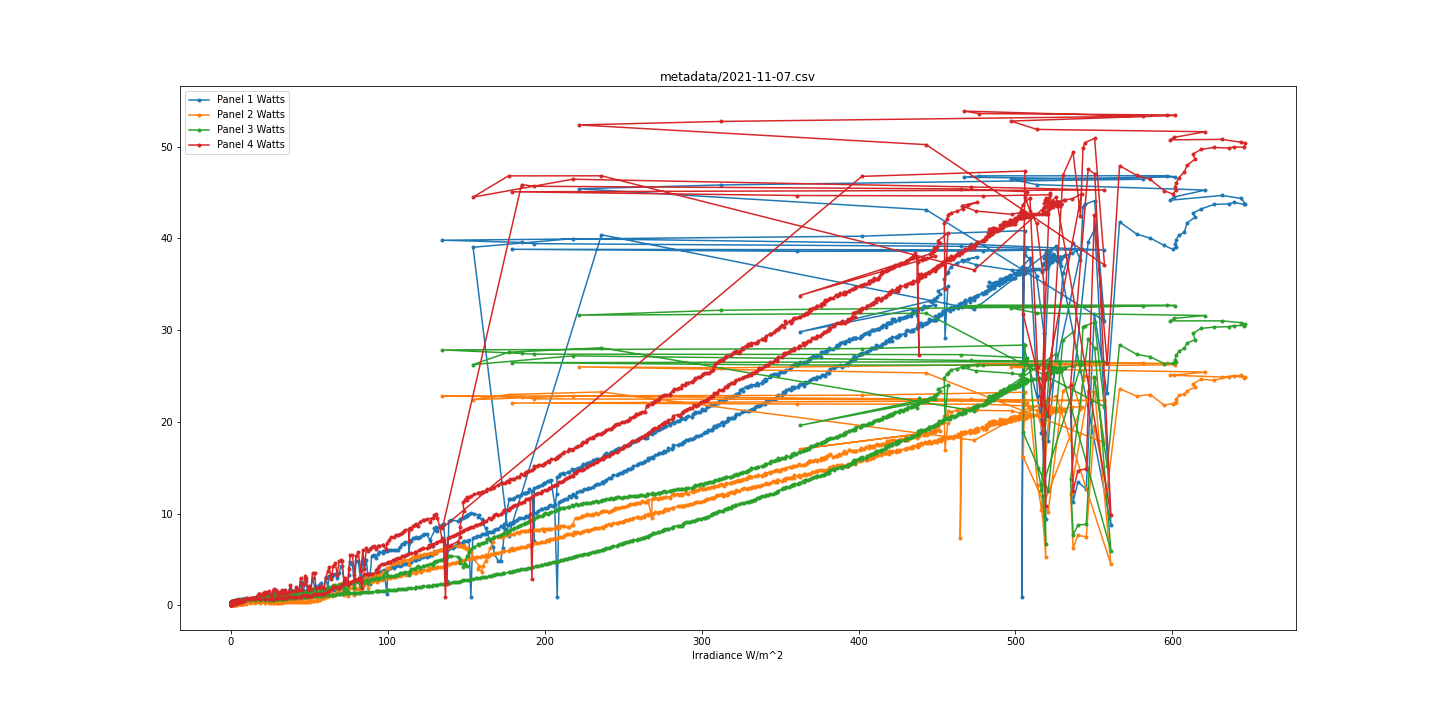 metadata/2021-11-07.csv
Panel 1 Watts
Panel 2 Watts
Panel 3 Watts
Panel 4 Watts
50
40
30
20
10
0
0 100 200 300 400 500 600
Irradiance W/m^2